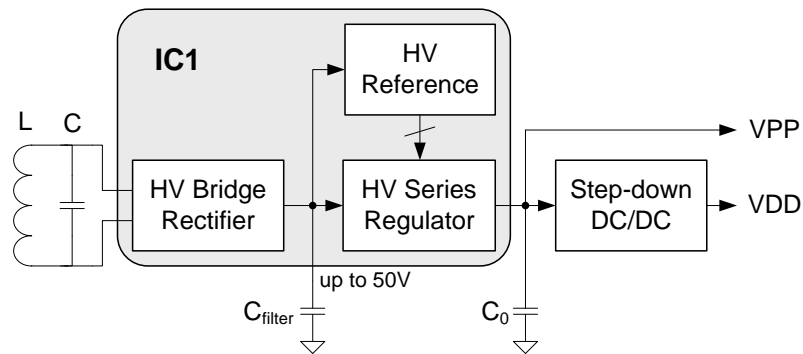 IC1
HV
Reference
L
C
HV Bridge
Rectifier
HV Series
Regulator
Step-down
DC/DC
VPP
VDD
up to 50V
Cfilter
C0